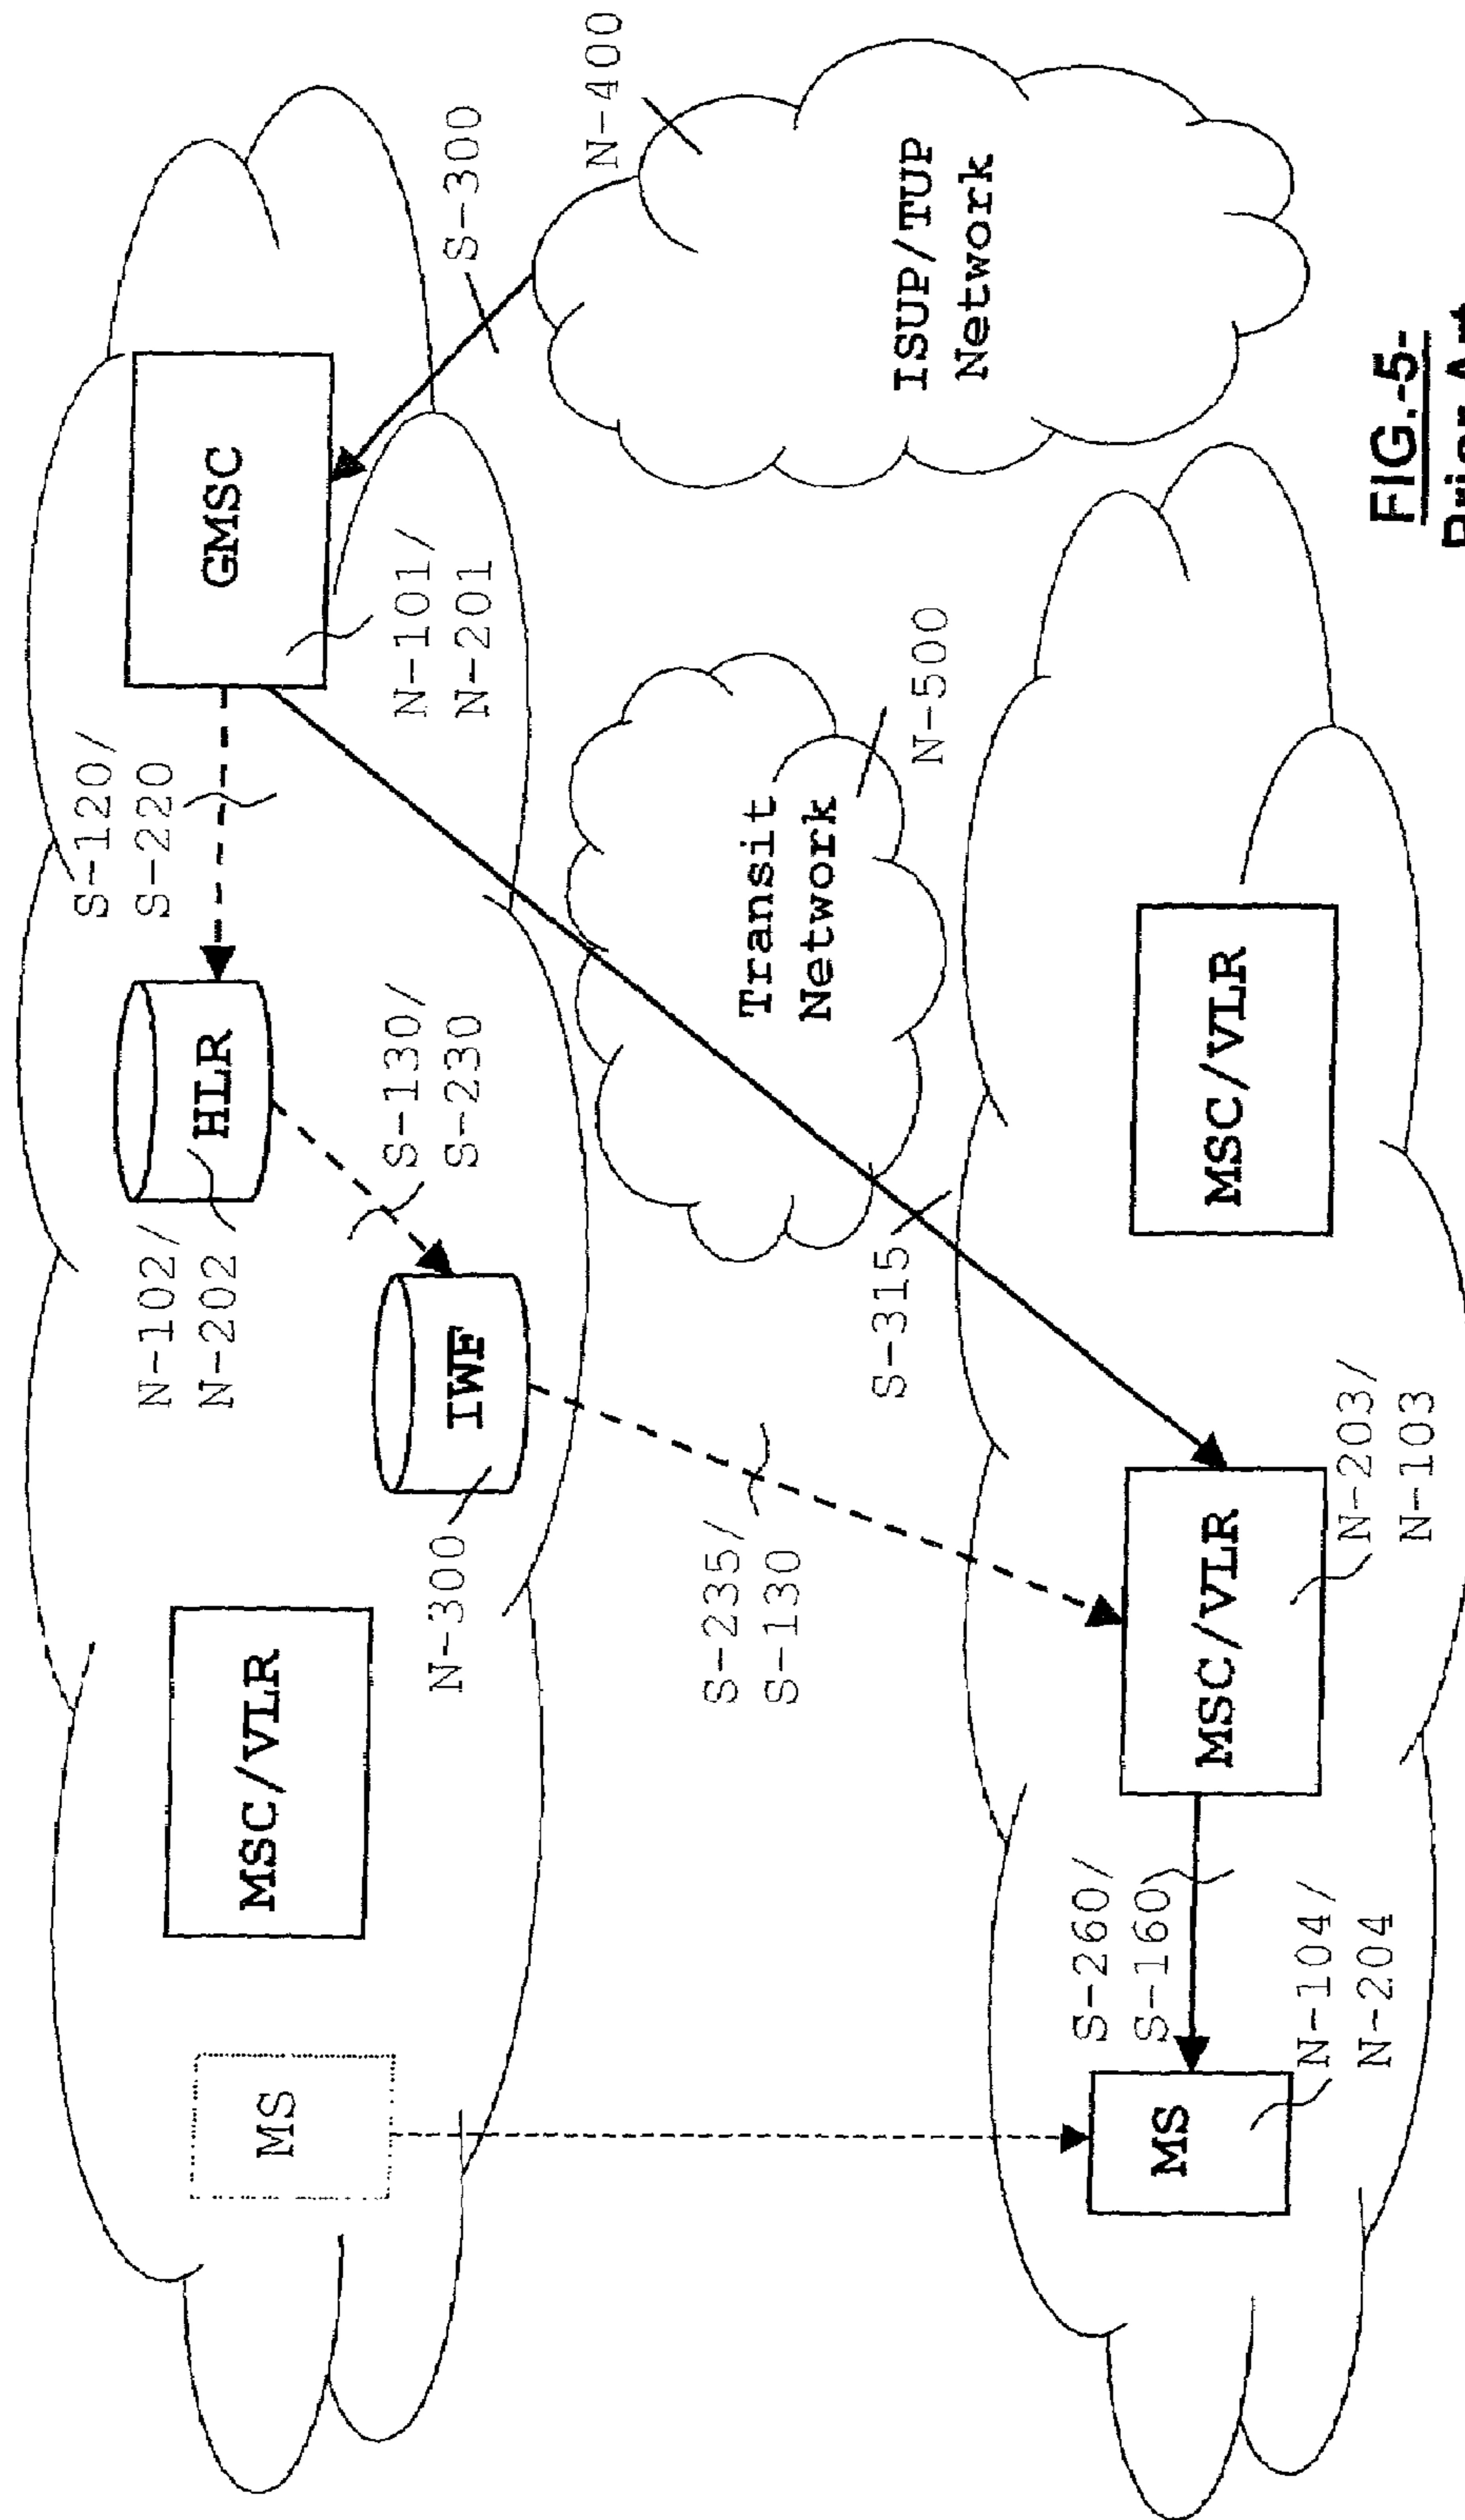 S-120/
S-220
N-102/
N-202
HLR
GMSC
MSC/VLR
MS
S-130/
S-230
N-101/
N-201
N-300
IWF
S-300
N-400
S-235/
S-130
Transit
Network
N-500
S-315
ISUP/TUP
Network
S-260/
S-160
MS
MSC/VLR
MSC/VLR
N-104/
N-204
N-203/
N-103
FIG.-5-
Prior Art